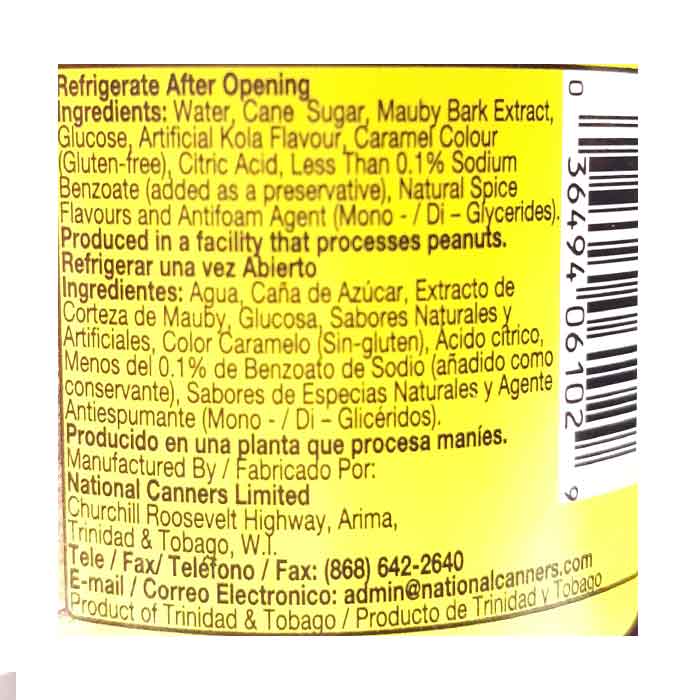 Refrigerate After Opening
Ingredients: Water, Cane Sugar, Mauby Bark Extract,
Glucose, Artificial Kola Flavour, Caramel Colour
(Gluten-free), Citric Acid, Less Than 0.1% Sodium
Benzoate (added as a preservative), Natural Spice
Flavours and Antifoam Agent (Mono - / Di – Glycerides).
Produced in a facility that processes peanuts.
Refrigerar una vez Abierto
Ingredientes: Agua, Caña de Azúcar, Extracto de
Corteza de Mauby, Glucosa, Sabores Naturales y
Artificiales, Color Caramelo (Sin-gluten), Ácido cítrico,
Menos del 0.1% de Benzoato de Sodio (añadido como
conservante), Sabores de Especias Naturales y Agente
Antiespumante (Mono - / Di – Glicéridos).
Producido en una planta que procesa maníes.
Manufactured By / Fabricado Por:
National Canners Limited
Churchill Roosevelt Highway, Arima,
Trinidad & Tobago, W.I.
Tele / Fax/ Teléfono / Fax: (868) 642-2640
E-mail / Correo Electronico: admin@nationalcanners.com
Product of Trinidad & Tobago / Producto de Trinidad y Tobago
0 36494 06102 9